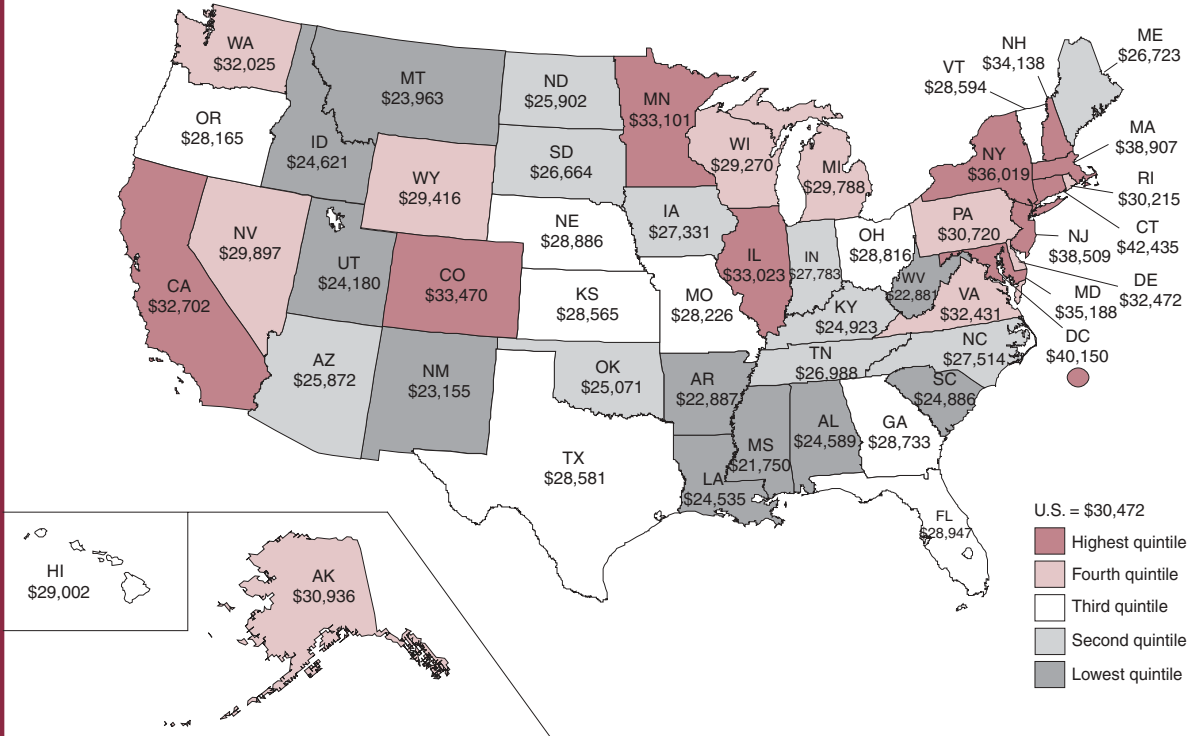 WA
$32,025
OR
$28,165
CA
$32,702
NV
$29,897
ID
$24,621
MT
$23,963
WY
$29,416
UT
$24,180
CO
$33,470
AZ
$25,872
NM
$23,155
ND
$25,902
SD
$26,664
NE
$28,886
KS
$28,565
OK
$25,071
TX
$28,581
MN
$33,101
IA
$27,331
MO
$28,226
AR
$22,887
LA
$24,535
WI
$29,270
IL
$33,023
MI
$29,788
IN
$27,783
OH
$28,816
KY
$24,923
TN
$26,988
MS
$21,750
AL
$24,589
GA
$28,733
FL
$28,947
SC
$24,886
NC
$27,514
VA
$32,431
WV
$22,881
PA
$30,720
NY
$36,019
VT
$28,594
NH
$34,138
ME
$26,723
MA
$38,907
RI
$30,215
CT
$42,435
NJ
$38,509
DE
$32,472
MD
$35,188
DC
$40,150
HI
$29,002
AK
$30,936
U.S. = $30,472
Highest quintile
Fourth quintile
Third quintile
Second quintile
Lowest quintile